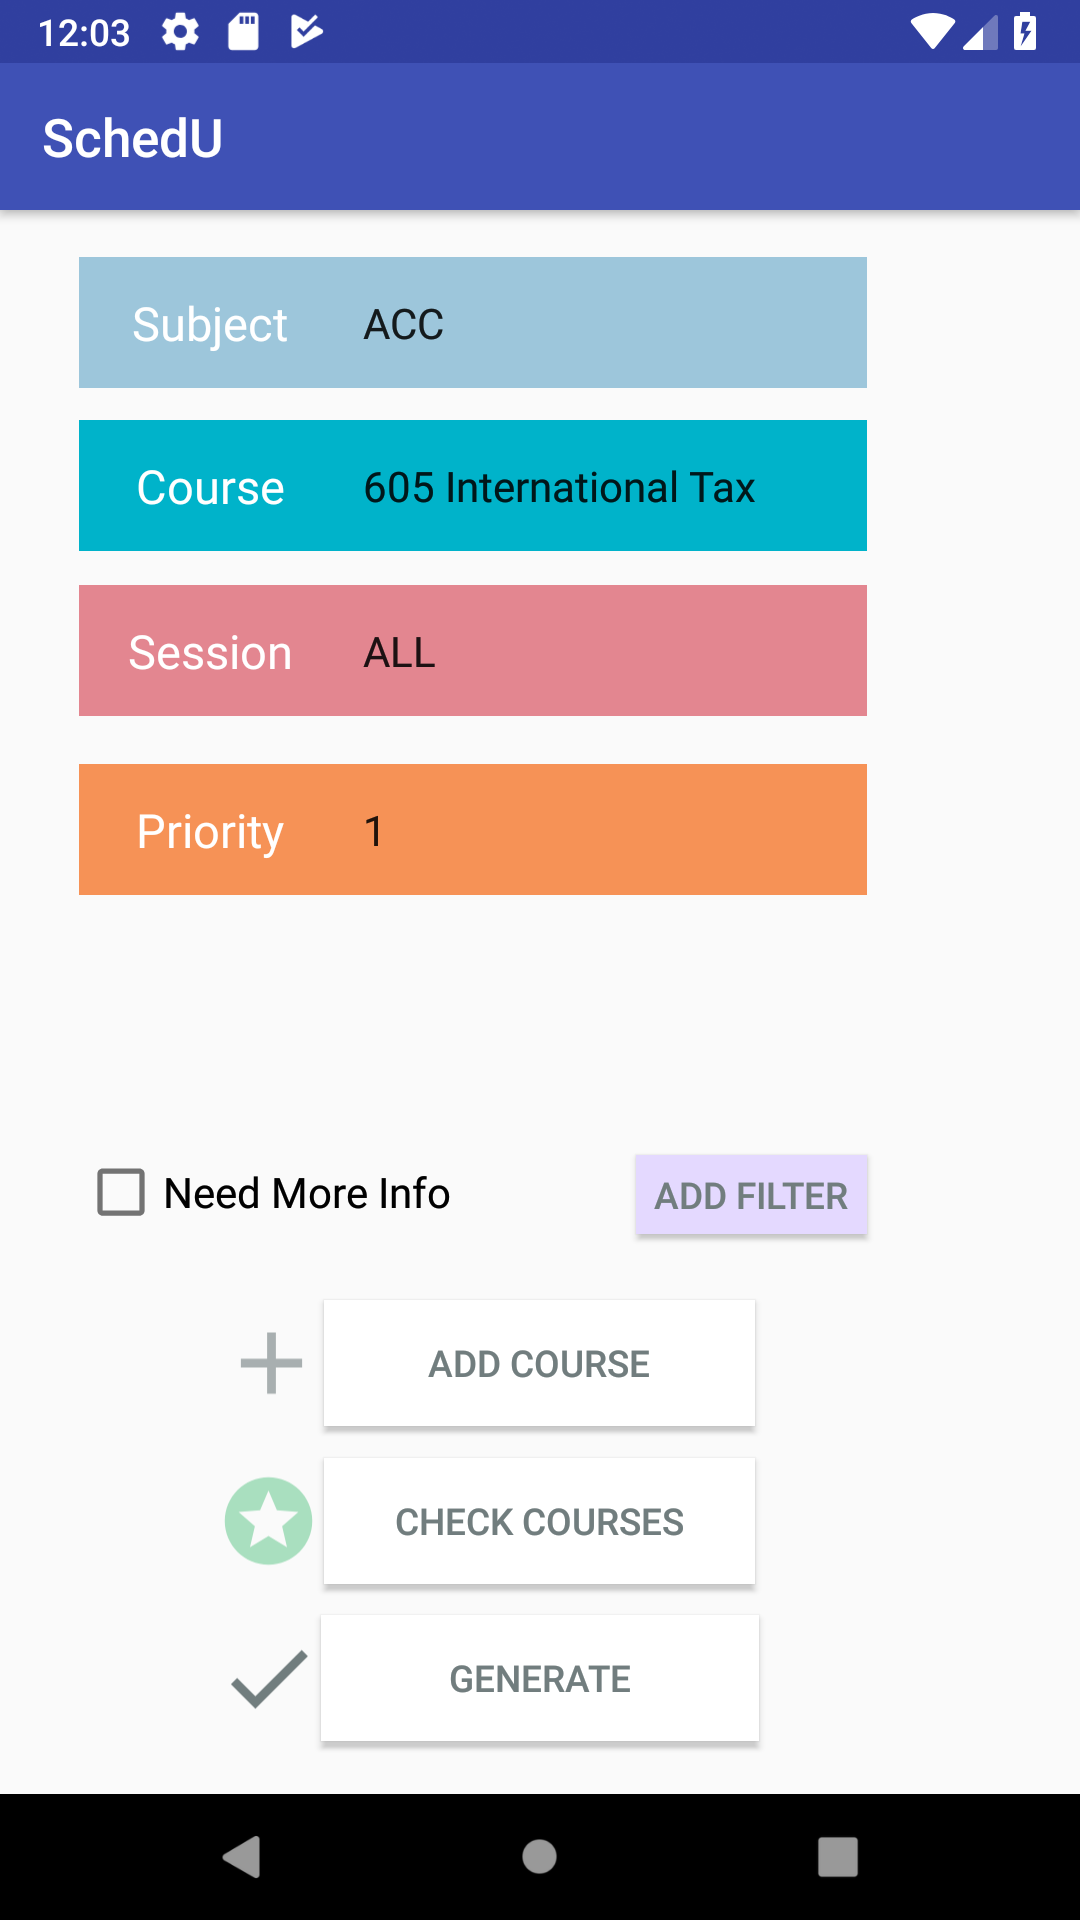 12:03
SchedU
Subject ACC
Course 605 International Tax
Session ALL
Priority 1
Need More Info ADD FILTER
ADD COURSE
CHECK COURSES
GENERATE